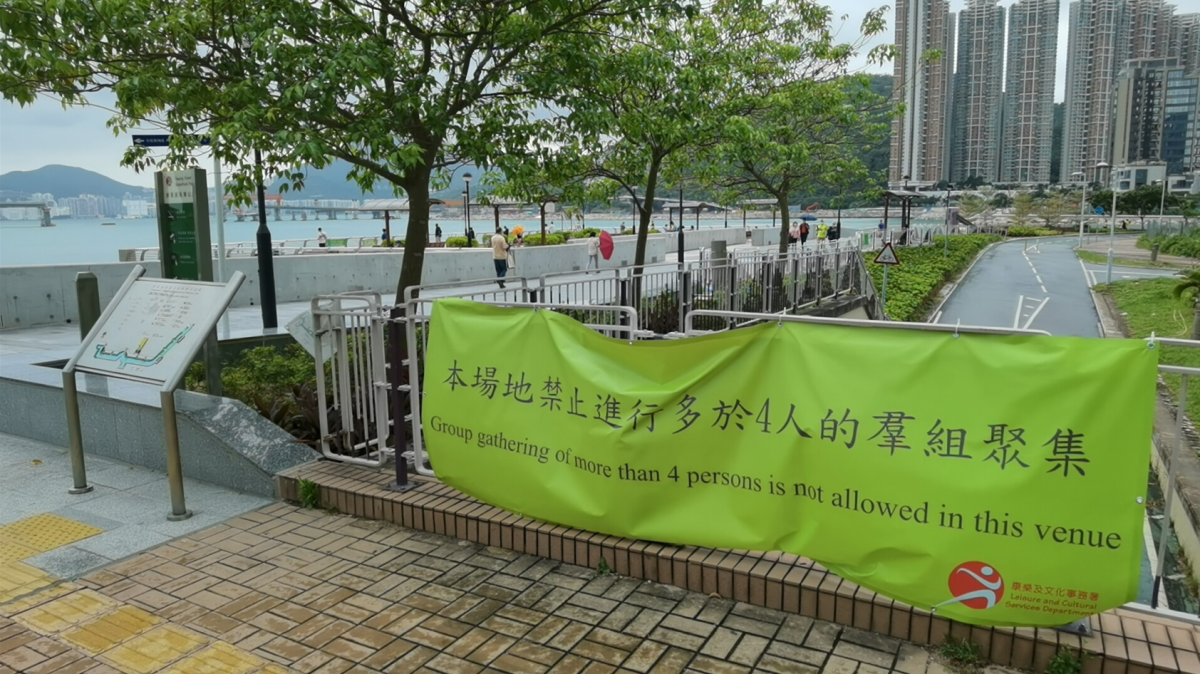 本場地禁止進行多於4人的羣組聚集
Group gathering of more than 4 persons is not allowed in this venue
康樂及文化事務署
Leisure and Cultural
Services Department